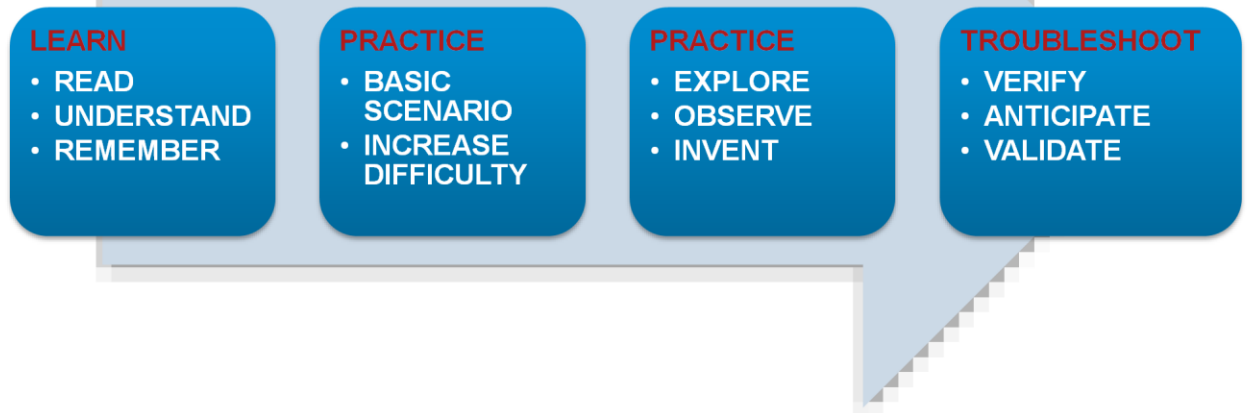 LEARN
• READ
• UNDERSTAND
• REMEMBER
PRACTICE
• BASIC
SCENARIO
• INCREASE
DIFFICULTY
PRACTICE
• EXPLORE
• OBSERVE
• INVENT
TROUBLESHOOT
• VERIFY
• ANTICIPATE
• VALIDATE